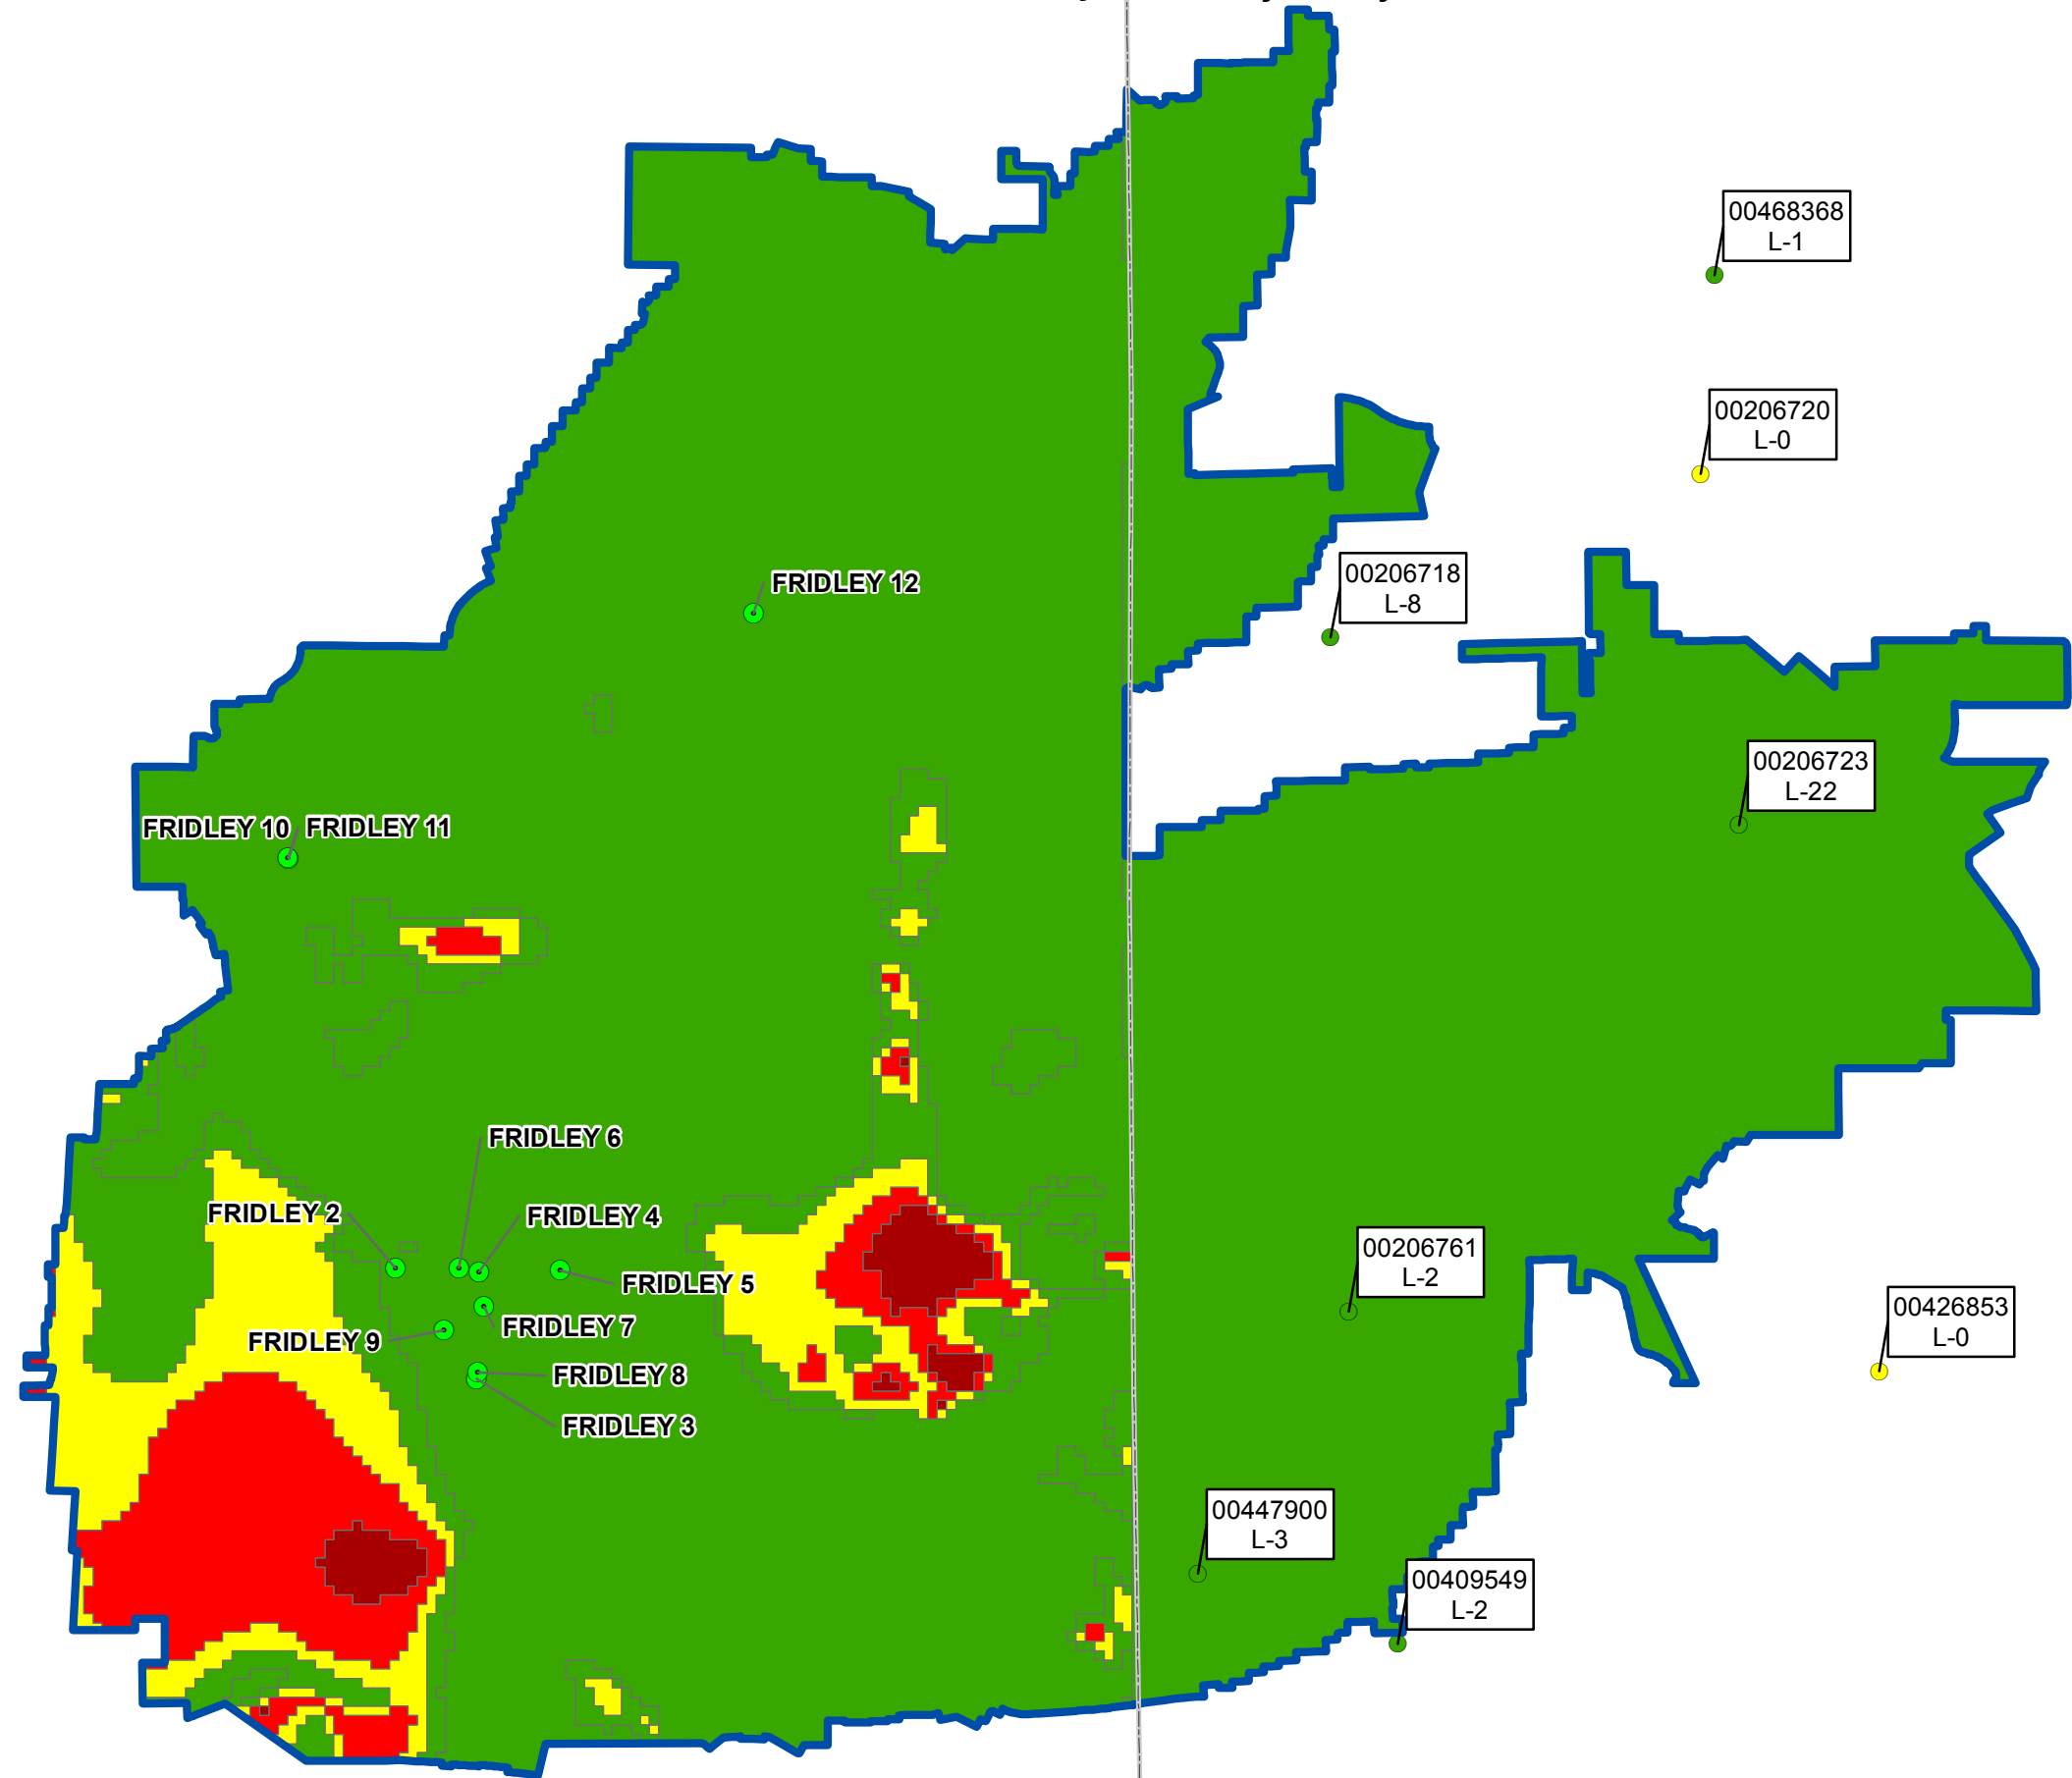 00468368
L-1
00206720
L-0
00206718
L-8
FRIDLEY 12
00206723
L-22
FRIDLEY 10
FRIDLEY 11
FRIDLEY 6
FRIDLEY 2
FRIDLEY 4
00206761
L-2
FRIDLEY 5
00426853
L-0
FRIDLEY 7
FRIDLEY 9
FRIDLEY 8
FRIDLEY 3
00447900
L-3
00409549
L-2